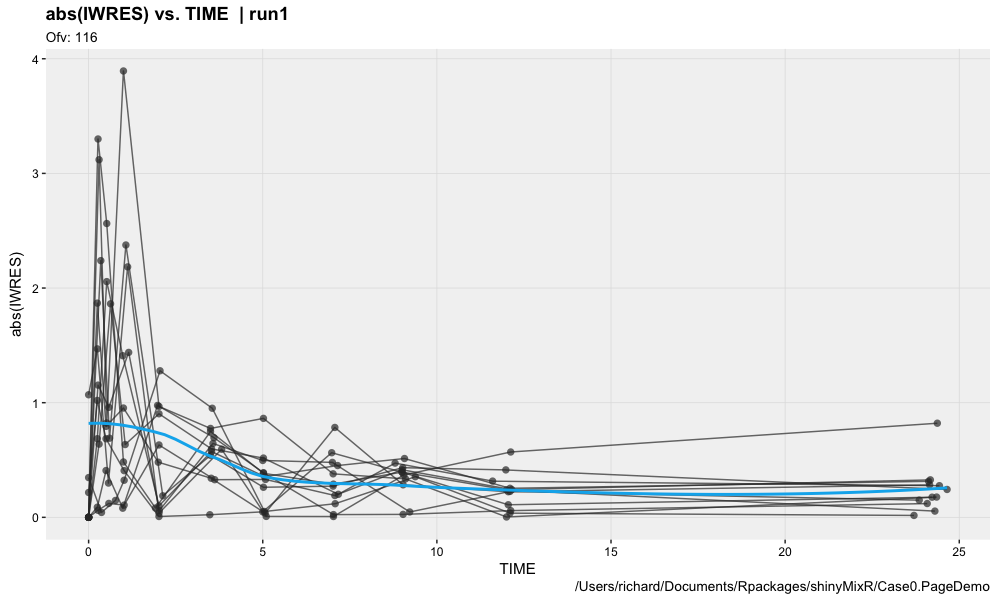 abs(IWRES) vs. TIME  | run1
Ofv: 116
abs(IWRES)
4
3
2
1
0
0 5 10 15 20 25
TIME
/Users/richard/Documents/Rpackages/shinyMixR/Case0.PageDemo